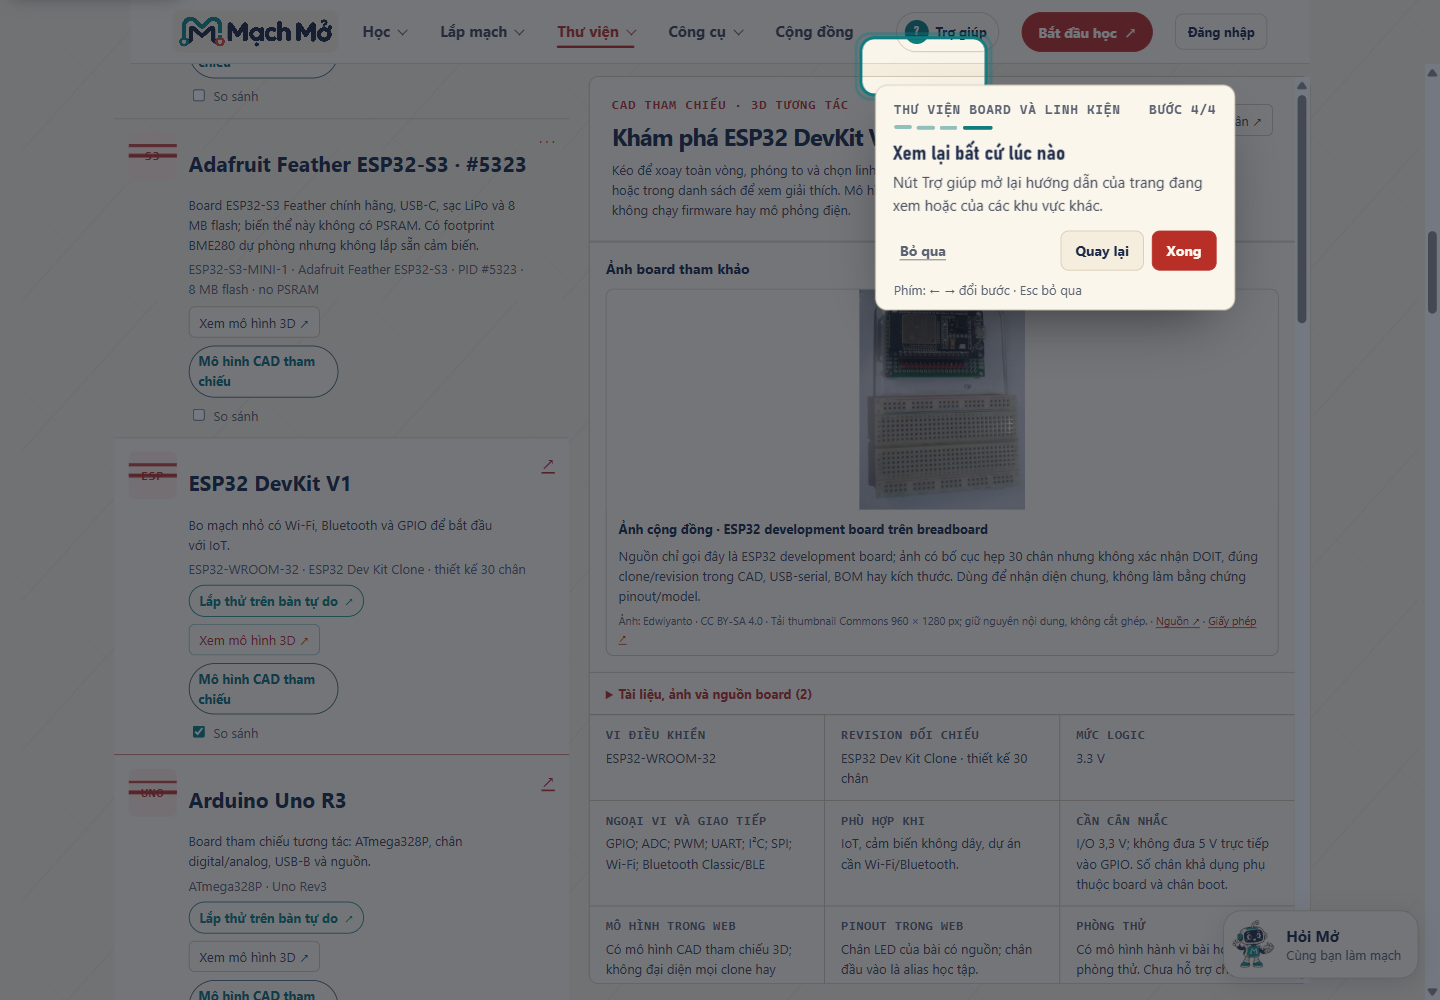 Mạch Mở
Học
Lắp mạch
Thư viện
Công cụ
Cộng đồng
? Trợ giúp
Bắt đầu học ↗
Đăng nhập
chiếu
So sánh
S3
Adafruit Feather ESP32-S3 · #5323
...
Board ESP32-S3 Feather chính hãng, USB-C, sạc LiPo và 8
MB flash; biến thể này không có PSRAM. Có footprint
BME280 dự phòng nhưng không lắp sẵn cảm biến.
ESP32-S3-MINI-1 · Adafruit Feather ESP32-S3 · PID #5323 ·
8 MB flash · no PSRAM
Xem mô hình 3D ↗
Mô hình CAD tham
chiếu
So sánh
ESP
ESP32 DevKit V1
↗
Bo mạch nhỏ có Wi-Fi, Bluetooth và GPIO để bắt đầu
với IoT.
ESP32-WROOM-32 · ESP32 Dev Kit Clone · thiết kế 30 chân
Lắp thử trên bàn tự do ↗
Xem mô hình 3D ↗
Mô hình CAD tham
chiếu
So sánh
UNO
Arduino Uno R3
↗
Board tham chiếu tương tác: ATmega328P, chân
digital/analog, USB-B và nguồn.
ATmega328P · Uno Rev3
Lắp thử trên bàn tự do ↗
Xem mô hình 3D ↗
Mô hình CAD tham
CAD THAM CHIẾU · 3D TƯƠNG TÁC
Khám phá ESP32 DevKit
Kéo để xoay toàn vòng, phóng to và chọn linh
hoặc trong danh sách để xem giải thích. Mô h
không chạy firmware hay mô phỏng điện.
ân ↗
THƯ VIỆN BOARD VÀ LINH KIỆN
BƯỚC 4/4
Xem lại bất cứ lúc nào
Nút Trợ giúp mở lại hướng dẫn của trang đang
xem hoặc của các khu vực khác.
Bỏ qua
Quay lại
Xong
Phím: ← → đổi bước · Esc bỏ qua
Ảnh board tham khảo
Ảnh cộng đồng · ESP32 development board trên breadboard
Nguồn chỉ gọi đây là ESP32 development board; ảnh có bố cục hẹp 30 chân nhưng không xác nhận DOIT, đúng
clone/revision trong CAD, USB-serial, BOM hay kích thước. Dùng để nhận diện chung, không làm bằng chứng
pinout/model.
Ảnh: Edwiyanto · CC BY-SA 4.0 · Tải thumbnail Commons 960 × 1280 px; giữ nguyên nội dung, không cắt ghép. · Nguồn ↗ · Giấy phép
↗
▶ Tài liệu, ảnh và nguồn board (2)
VI ĐIỀU KHIỂN
ESP32-WROOM-32
REVISION ĐỐI CHIẾU
ESP32 Dev Kit Clone · thiết kế 30
chân
MỨC LOGIC
3.3 V
NGOẠI VI VÀ GIAO TIẾP
GPIO; ADC; PWM; UART; I²C; SPI;
Wi-Fi; Bluetooth Classic/BLE
PHÙ HỢP KHI
IoT, cảm biến không dây, dự án
cần Wi-Fi/Bluetooth.
CẦN CÂN NHẮC
I/O 3,3 V; không đưa 5 V trực tiếp
vào GPIO. Số chân khả dụng phụ
thuộc board và chân boot.
MÔ HÌNH TRONG WEB
Có mô hình CAD tham chiếu 3D;
không đại diện mọi clone hay
PINOUT TRONG WEB
Chân LED của bài có nguồn; chân
đầu vào là alias học tập.
PHÒNG THỬ
Có mô hình hành vi bài h
phòng thử. Chưa hỗ trợ ch
Hỏi Mở
Cùng bạn làm mạch